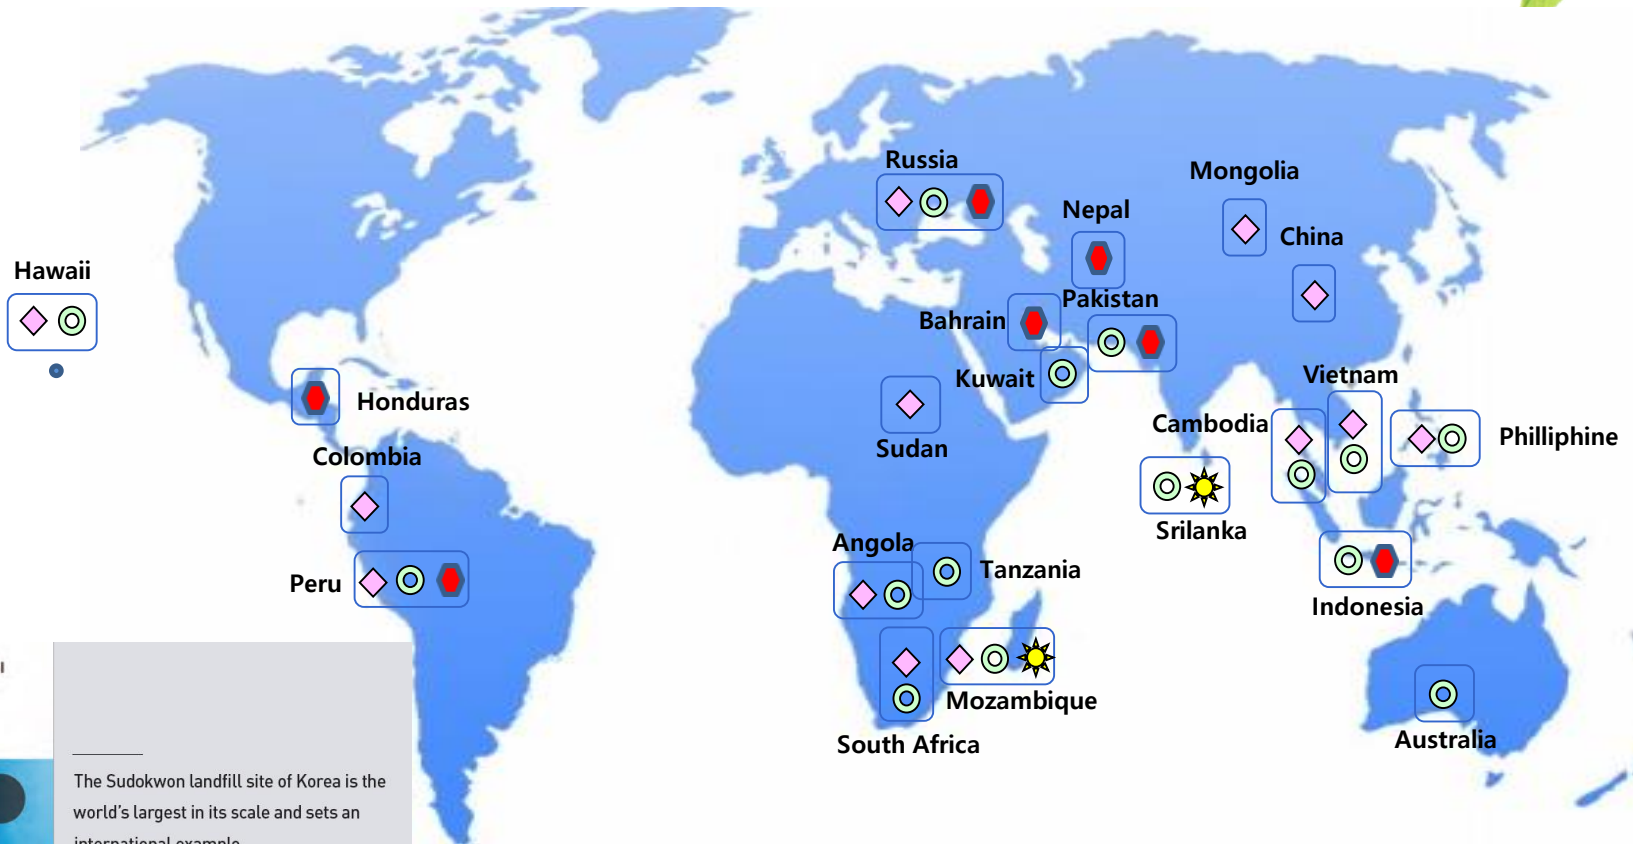 Russia
Mongolia
Nepal
China
Hawaii
Pakistan
Bahrain
Kuwait
Vietnam
Honduras
Cambodia
Philliphine
Sudan
Colombia
Srilanka
Angola
Tanzania
Peru
Indonesia
Mozambique
South Africa
Australia
The Sudokwon landfill site of Korea is the
world's largest in its scale and sets an
international example